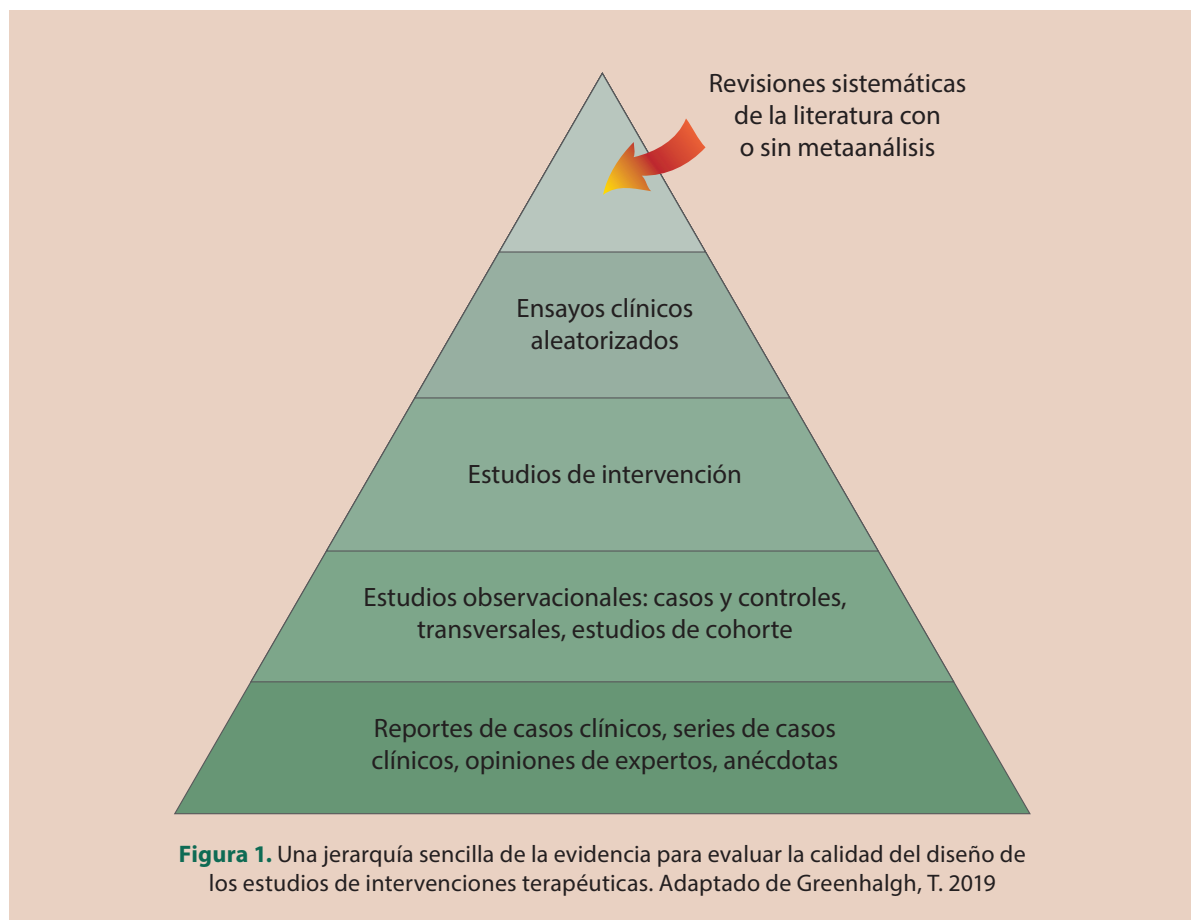 Revisiones sistemáticas
de la literatura con
o sin metaanálisis
Ensayos clínicos
aleatorizados
Estudios de intervención
Estudios observacionales: casos y controles,
transversales, estudios de cohorte
Reportes de casos clínicos, series de casos
clínicos, opiniones de expertos, anécdotas
Figura 1. Una jerarquía sencilla de la evidencia para evaluar la calidad del diseño de
los estudios de intervenciones terapéuticas. Adaptado de Greenhalgh, T. 2019